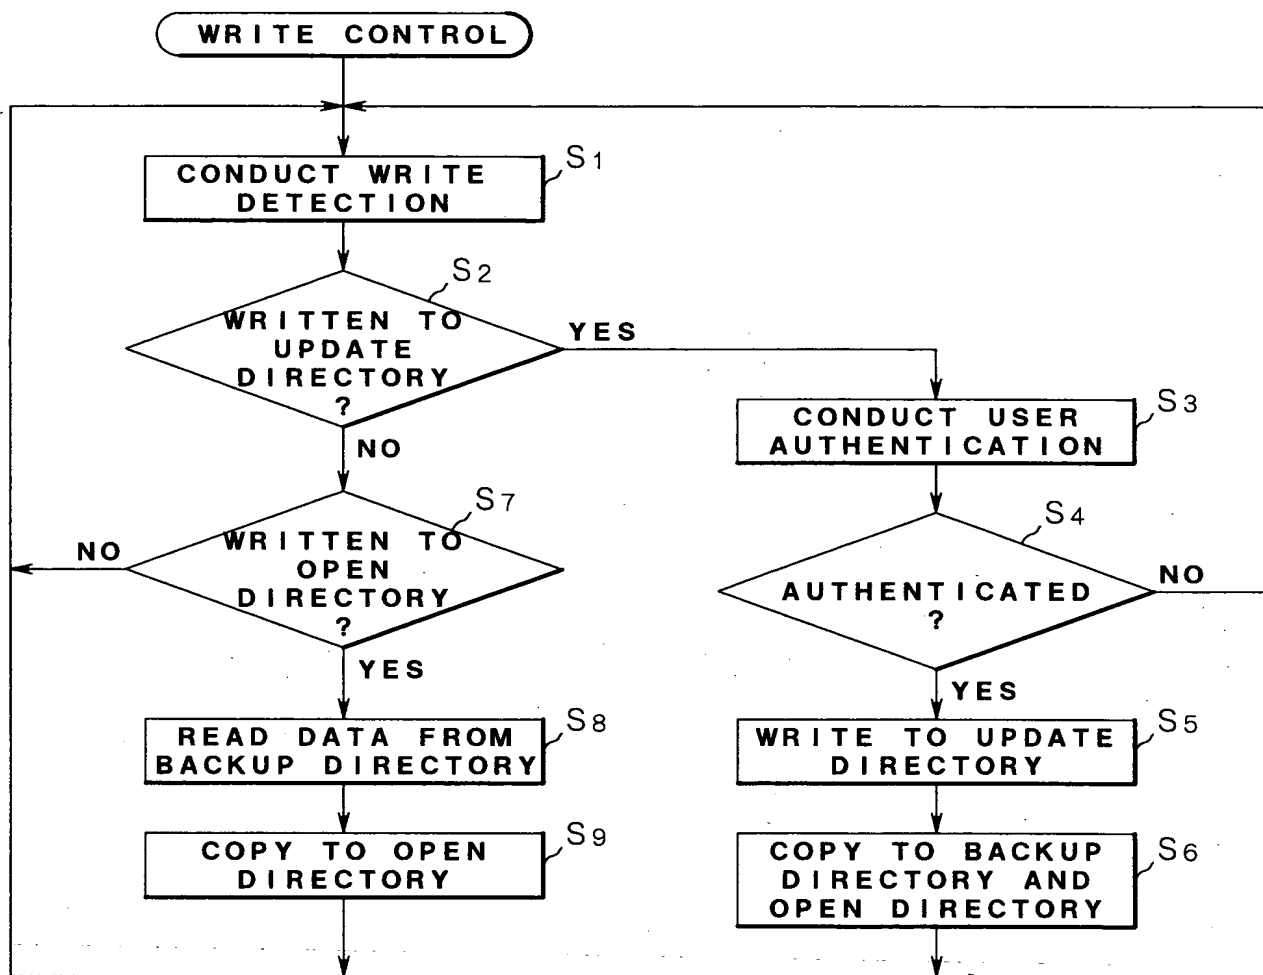 WRITE CONTROL
S1
CONDUCT WRITE
DETECTION
S2
WRITTEN TO
UPDATE
DIRECTORY
?
YES
NO
S3
CONDUCT USER
AUTHENTICATION
S4
AUTHENTICATED
?
NO
YES
S5
WRITE TO UPDATE
DIRECTORY
S6
COPY TO BACKUP
DIRECTORY AND
OPEN DIRECTORY
S7
WRITTEN TO
OPEN
DIRECTORY
?
NO
YES
S8
READ DATA FROM
BACKUP DIRECTORY
S9
COPY TO OPEN
DIRECTORY